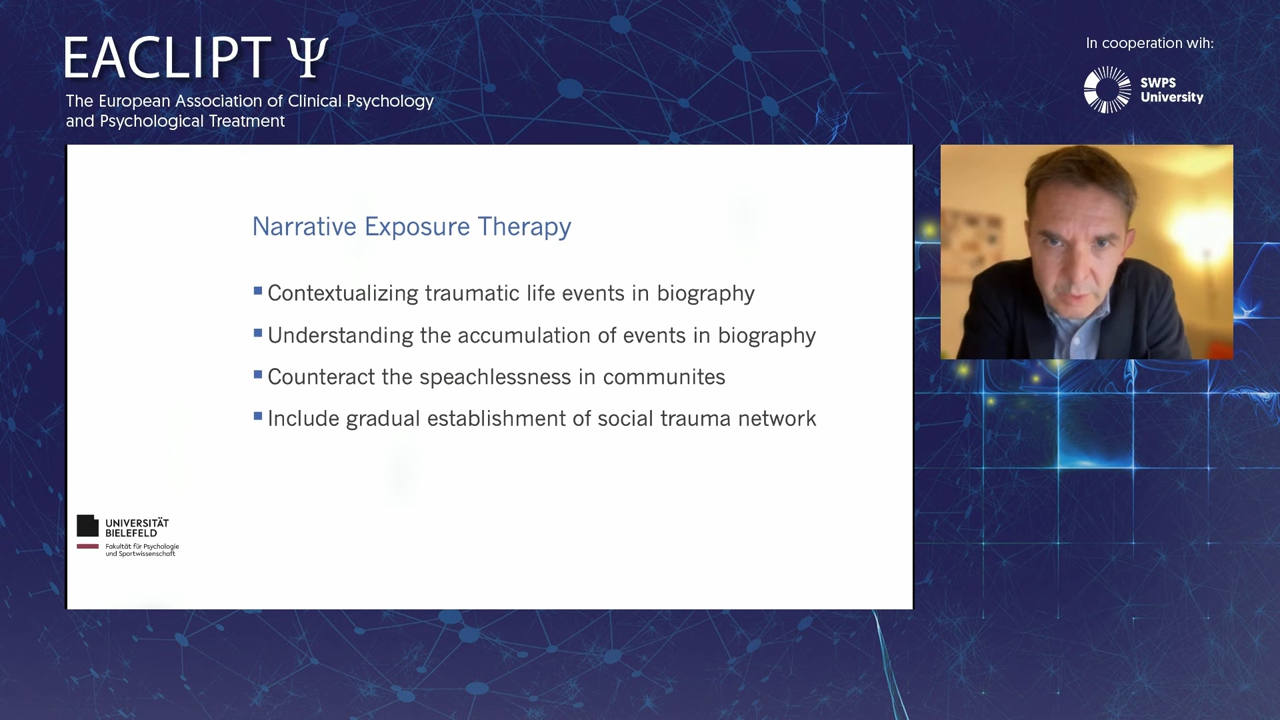 EACLIPT Ψ
The European Association of Clinical Psychology
and Psychological Treatment
In cooperation wih:
SWPS
University
Narrative Exposure Therapy
Contextualizing traumatic life events in biography
Understanding the accumulation of events in biography
Counteract the speachlessness in communites
Include gradual establishment of social trauma network
UNIVERSITÄT
BIELEFELD
Fakultät für Psychologie
und Sportwissenschaft